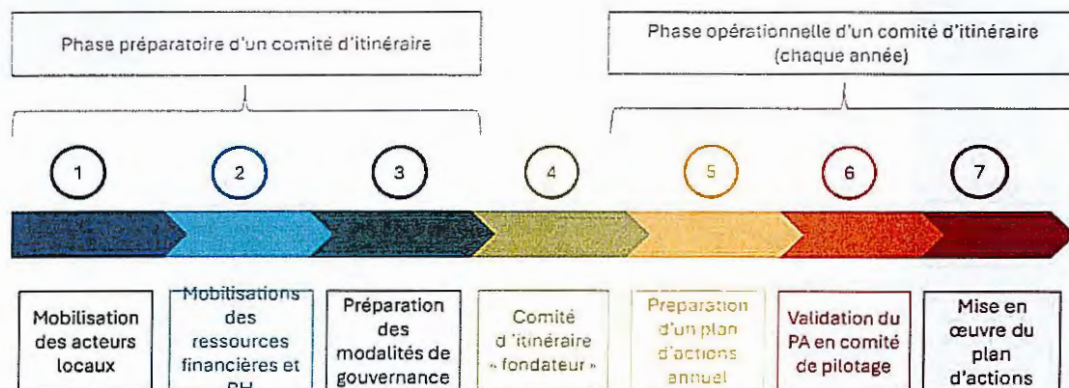 Phase préparatoire d'un comité d'itinéraire
Phase opérationnelle d'un comité d'itinéraire
(chaque année)
1
2
3
4
5
6
7
Mobilisation
des acteurs
locaux
Mobilisations
des
ressources
financières et
RH
Préparation
des
modalités de
gouvernance
Comité
d'itinéraire
« fondateur »
Préparation
d'un plan
d'actions
annuel
Validation du
PA en comité
de pilotage
Mise en
œuvre du
plan
d'actions